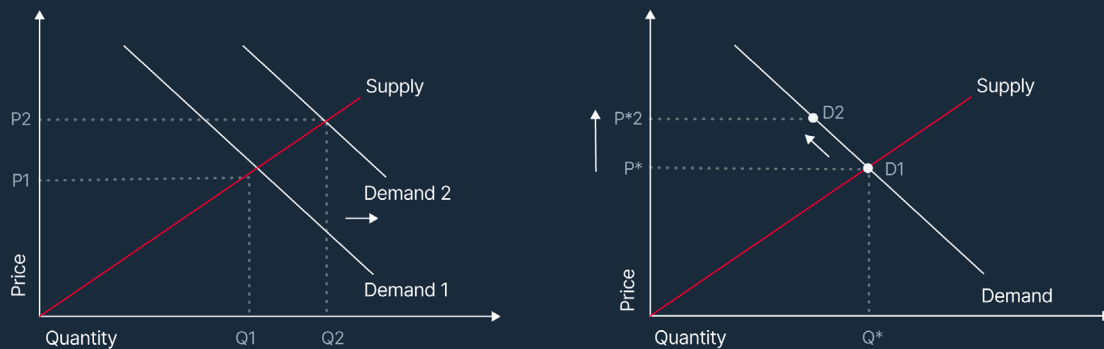 Supply
P2
P1
Demand 2
Demand 1
Price
Quantity
Q1
Q2
Supply
P*2
D2
P*
D1
Demand
Price
Quantity
Q*